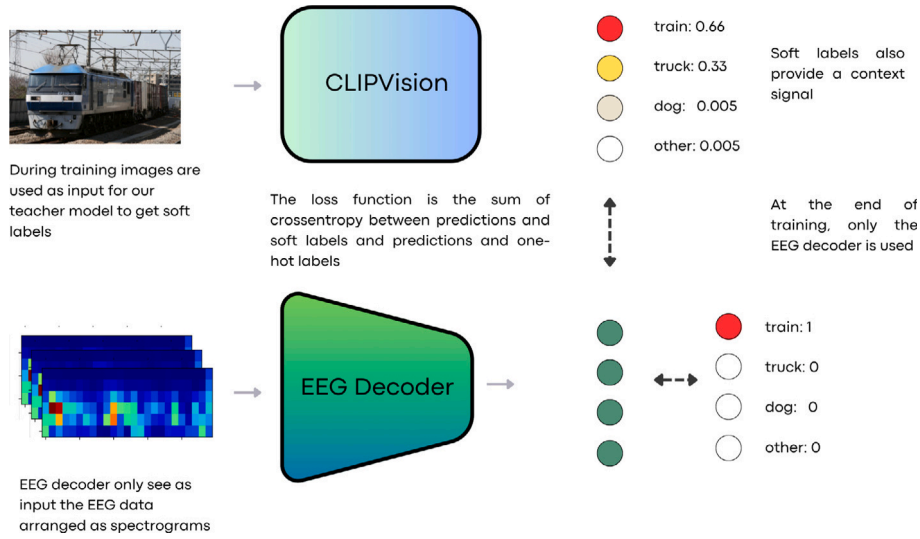 CLIPVision
train: 0.66
truck: 0.33
dog: 0.005
other: 0.005
Soft labels also
provide a context
signal
During training images are
used as input for our
teacher model to get soft
labels
The loss function is the sum of
crossentropy between predictions and
soft labels and predictions and one-
hot labels
At the end of
training, only the
EEG decoder is used
EEG Decoder
train: 1
truck: 0
dog: 0
other: 0
EEG decoder only see as
input the EEG data
arranged as spectrograms